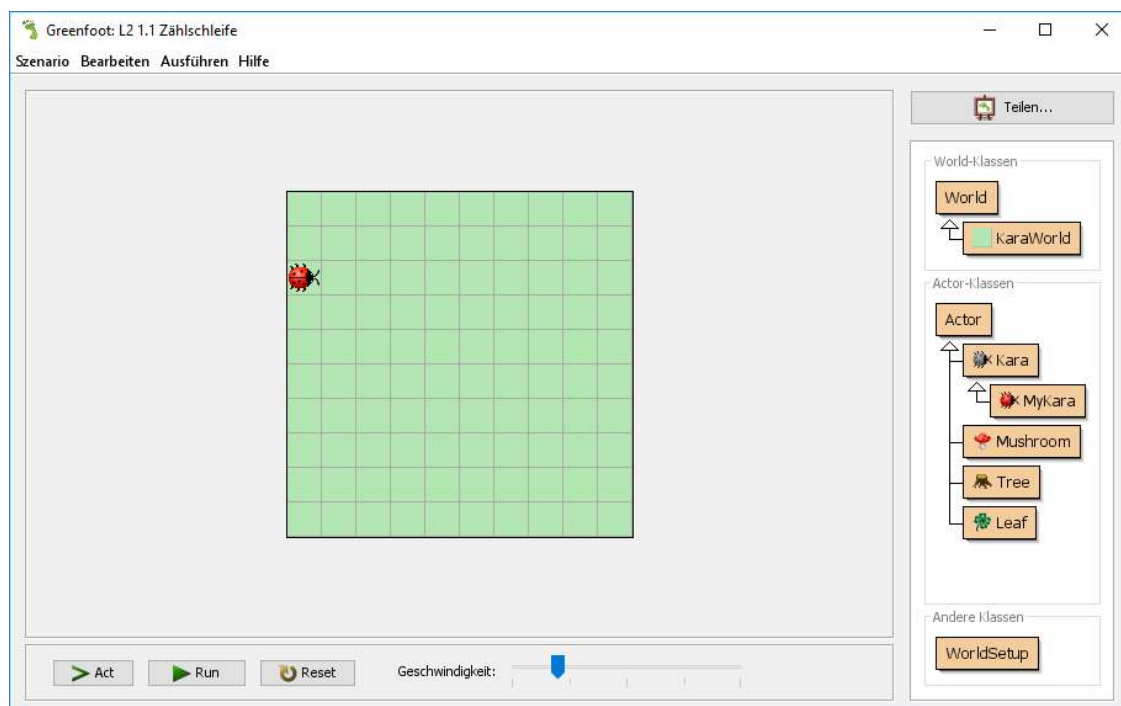 Greenfoot: L2 1.1 Zählschleife
Szenario Bearbeiten Ausführen Hilfe
Teilen...
World-Klassen
World
KaraWorld
Actor-Klassen
Actor
Kara
MyKara
Mushroom
Tree
Leaf
Andere Klassen
WorldSetup
Act Run Reset Geschwindigkeit: